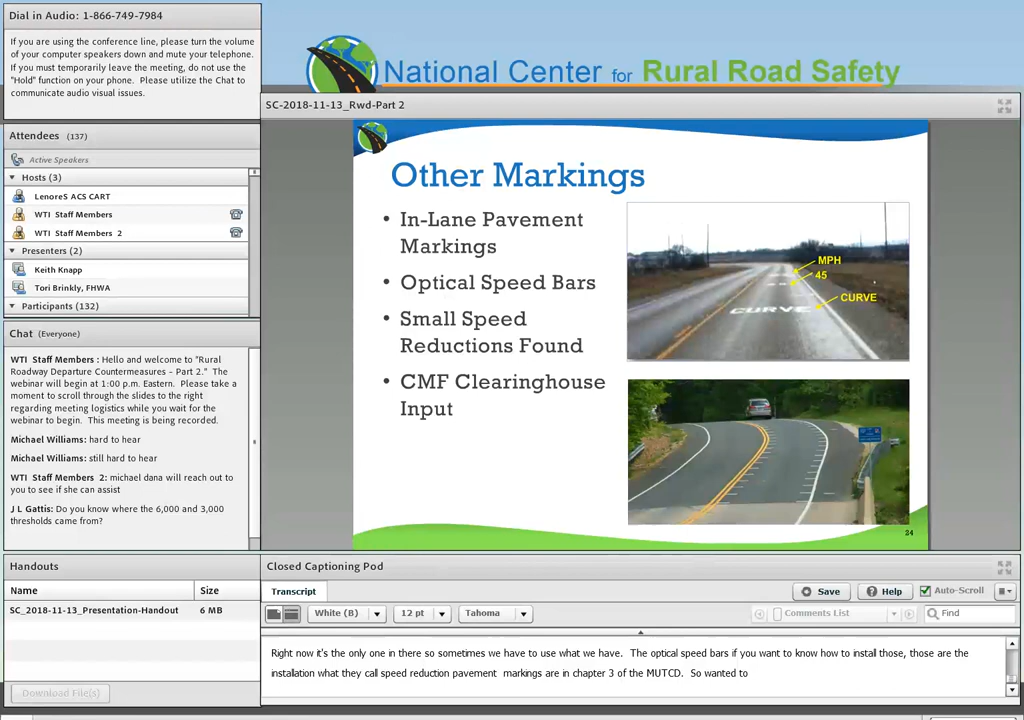 Dial in Audio: 1-866-749-7984
If you are using the conference line, please turn the volume
of your computer speakers down and mute your telephone.
If you must temporarily leave the meeting, do not use the
"Hold" function on your phone.  Please utilize the Chat to
communicate audio visual issues.
National Center for Rural Road Safety
Attendees (137)
Active Speakers
Hosts (3)
LenoreS ACS CART
WTI  Staff Members
WTI  Staff Members  2
Presenters (2)
Keith Knapp
Tori Brinkly, FHWA
Participants (132)
Chat (Everyone)
WTI  Staff Members : Hello and welcome to "Rural
Roadway Departure Countermeasures – Part 2."  The
webinar will begin at 1:00 p.m. Eastern.  Please take a
moment to scroll through the slides to the right
regarding meeting logistics while you wait for the
webinar to begin.  This meeting is being recorded.
Michael Williams: hard to hear
Michael Williams: still hard to hear
WTI  Staff Members  2: michael dana will reach out to
you to see if she can assist
J L Gattis: Do you know where the 6,000 and 3,000
thresholds came from?
SC-2018-11-13_Rwd-Part 2
Other Markings
• In-Lane Pavement
Markings
• Optical Speed Bars
• Small Speed
Reductions Found
• CMF Clearinghouse
Input
MPH
45
CURVE
CURVE
24
Handouts
Name Size
SC_2018-11-13_Presentation-Handout 6 MB
Download File(s)
Closed Captioning Pod
Transcript
Save
Help
Auto-Scroll
White (B)
12 pt
Tahoma
Comments List
Find
Right now it's the only one in there so sometimes we have to use what we have.  The optical speed bars if you want to know how to install those, those are the
installation what they call speed reduction pavement  markings are in chapter 3 of the MUTCD.  So wanted to